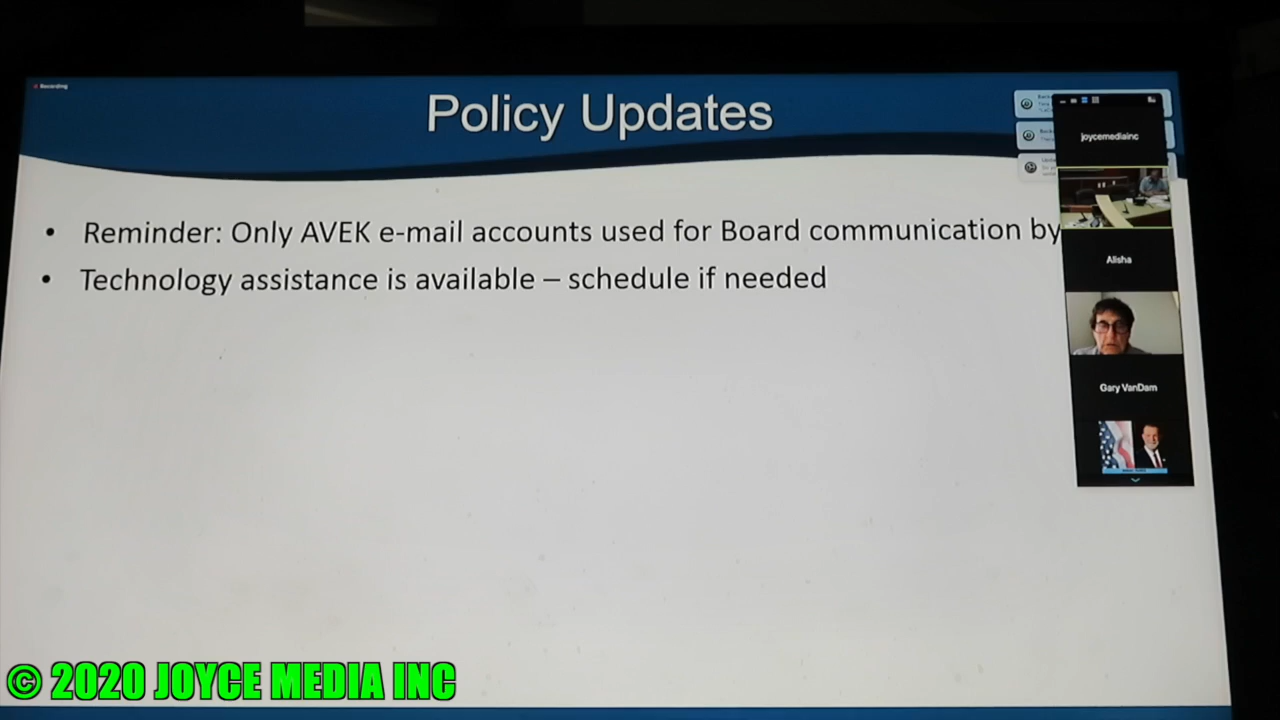 Recording
Policy Updates
joycemediainc
Reminder: Only AVEK e-mail accounts used for Board communication by
Technology assistance is available – schedule if needed
Alisha
Gary VanDam
© 2020 JOYCE MEDIA INC